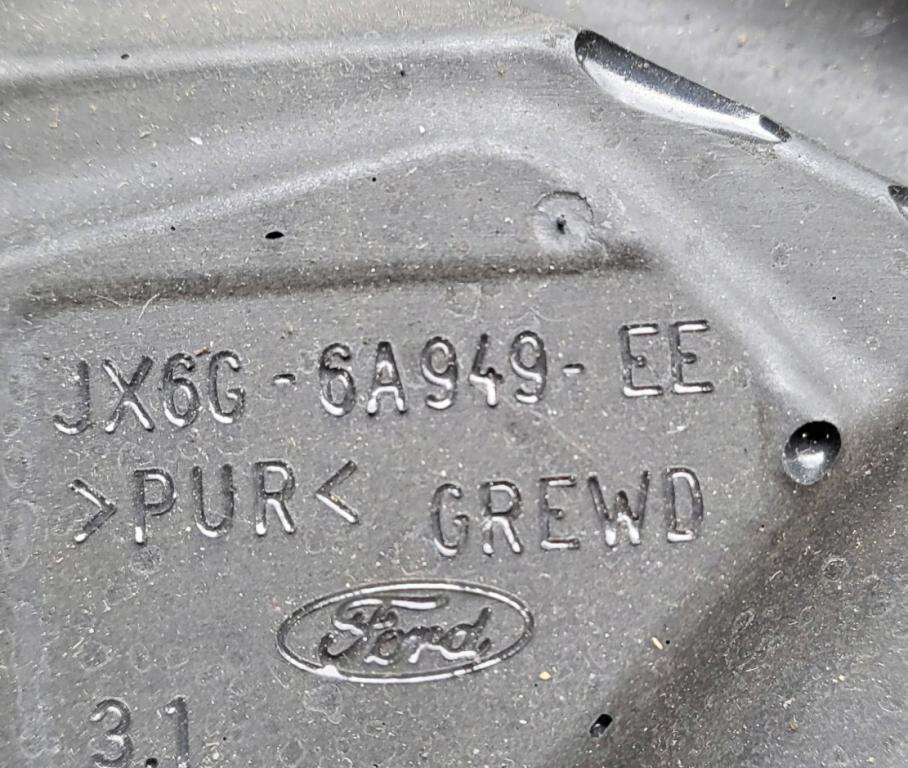 JX6G-6A949-EE
>PUR< GREWD
Ford
3.1